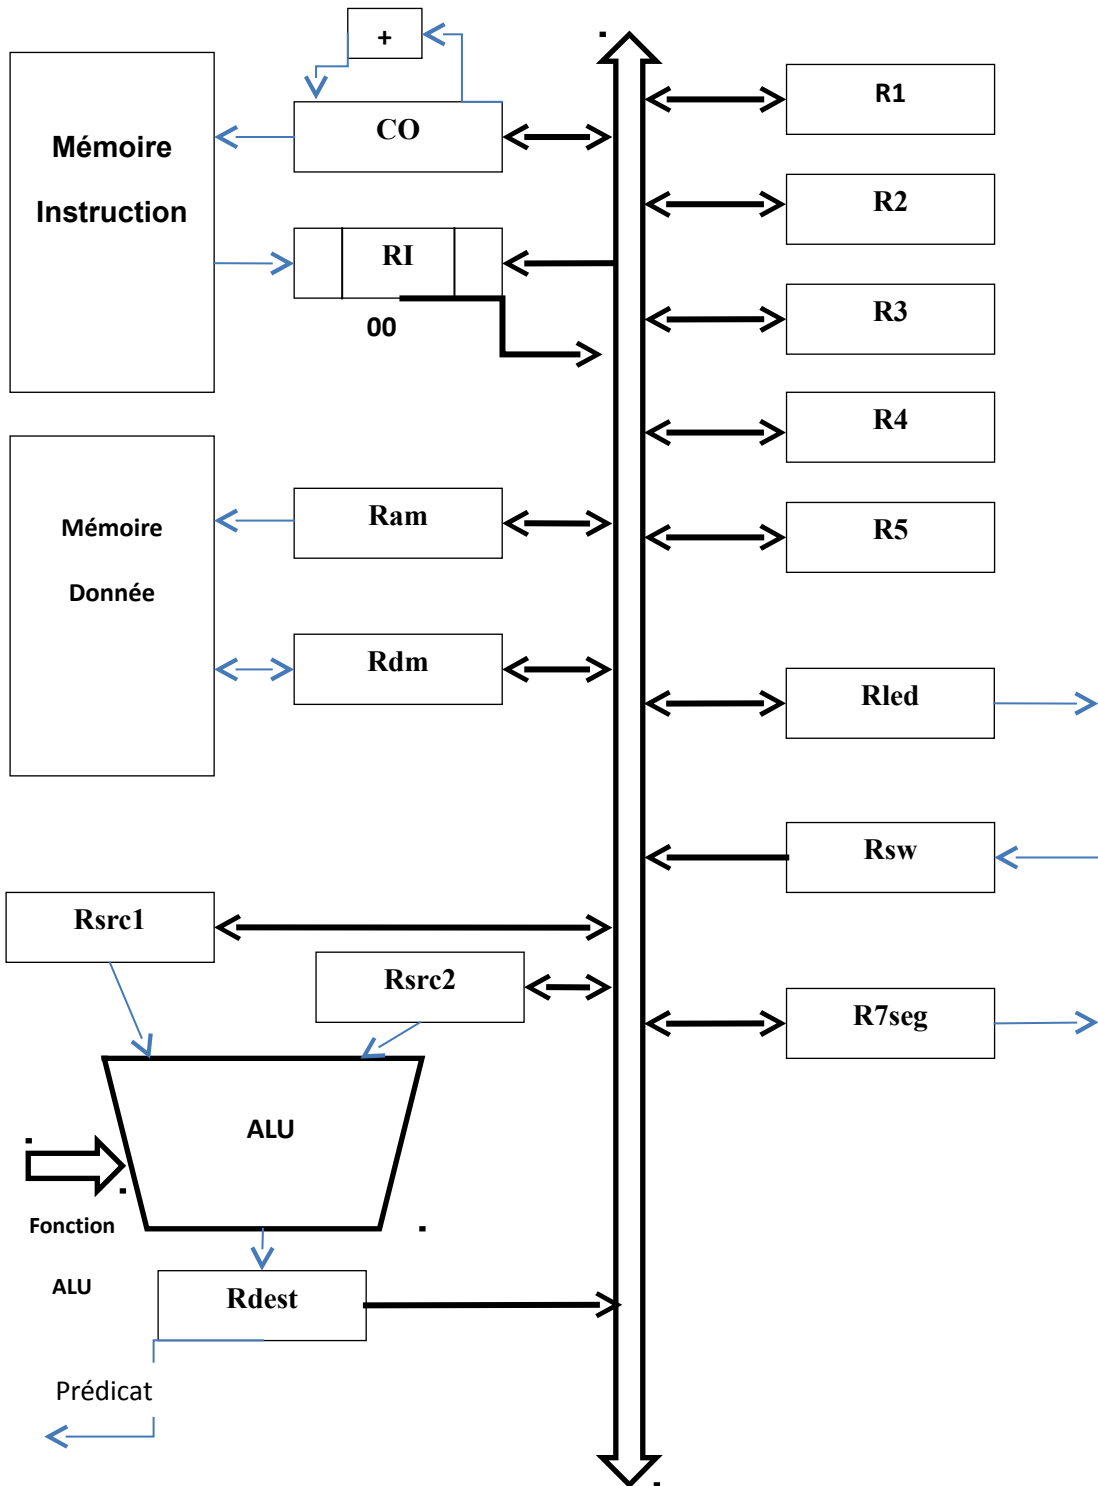 +
CO
Mémoire
Instruction
RI
00
R1
R2
R3
R4
R5
Mémoire
Donnée
Ram
Rdm
Rled
Rsw
R7seg
Rsrc1
Rsrc2
ALU
Fonction
ALU
Rdest
Prédicat